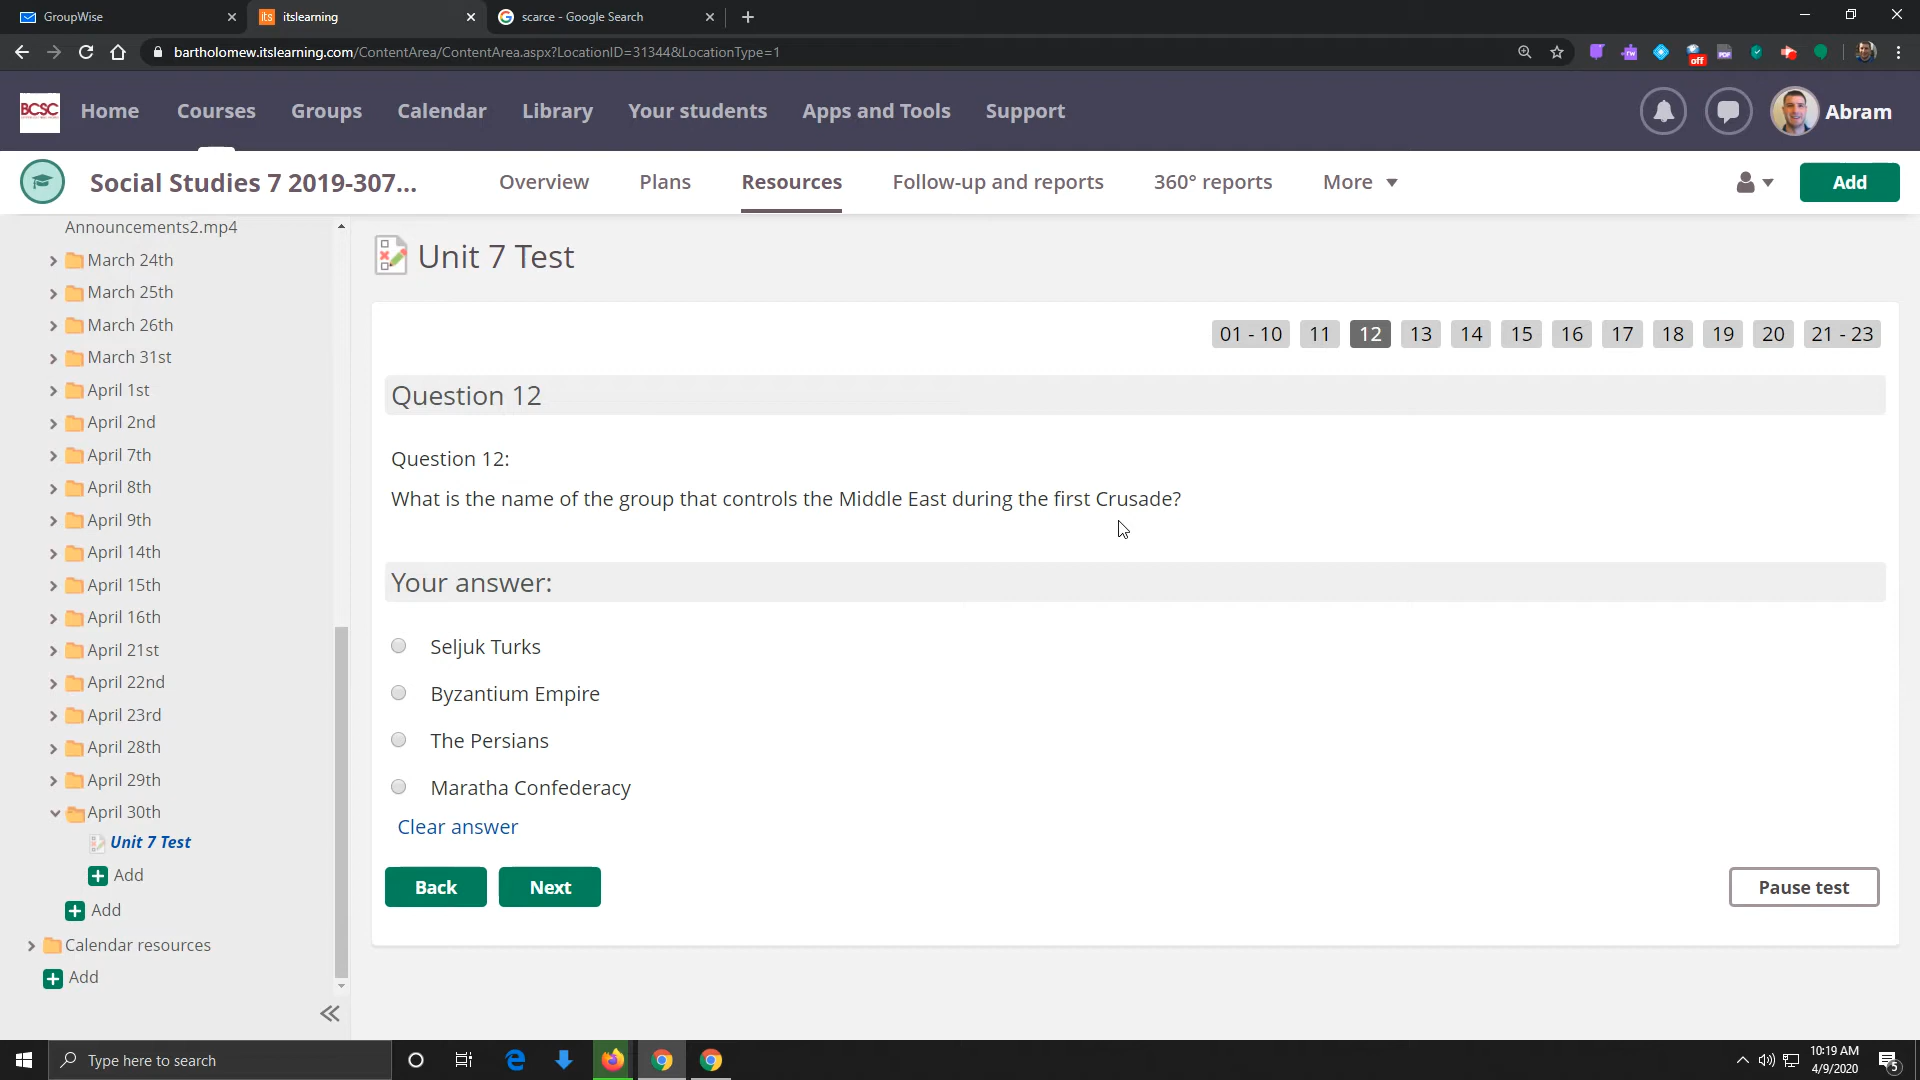 GroupWise
its
itslearning
scarce - Google Search
bartholomew.itslearning.com/ContentArea/ContentArea.aspx?LocationID=31344&LocationType=1
off
PDF
BCSC
Home
Courses
Groups
Calendar
Library
Your students
Apps and Tools
Support
Abram
Social Studies 7 2019-307...
Overview
Plans
Resources
Follow-up and reports
360° reports
More
Add
Announcements2.mp4
March 24th
March 25th
March 26th
March 31st
April 1st
April 2nd
April 7th
April 8th
April 9th
April 14th
April 15th
April 16th
April 21st
April 22nd
April 23rd
April 28th
April 29th
April 30th
Unit 7 Test
Add
Add
Calendar resources
Add
Unit 7 Test
01 - 10
11
12
13
14
15
16
17
18
19
20
21 - 23
Question 12
Question 12:
What is the name of the group that controls the Middle East during the first Crusade?
Your answer:
Seljuk Turks
Byzantium Empire
The Persians
Maratha Confederacy
Clear answer
Back
Next
Pause test
Type here to search
10:19 AM
4/9/2020
5